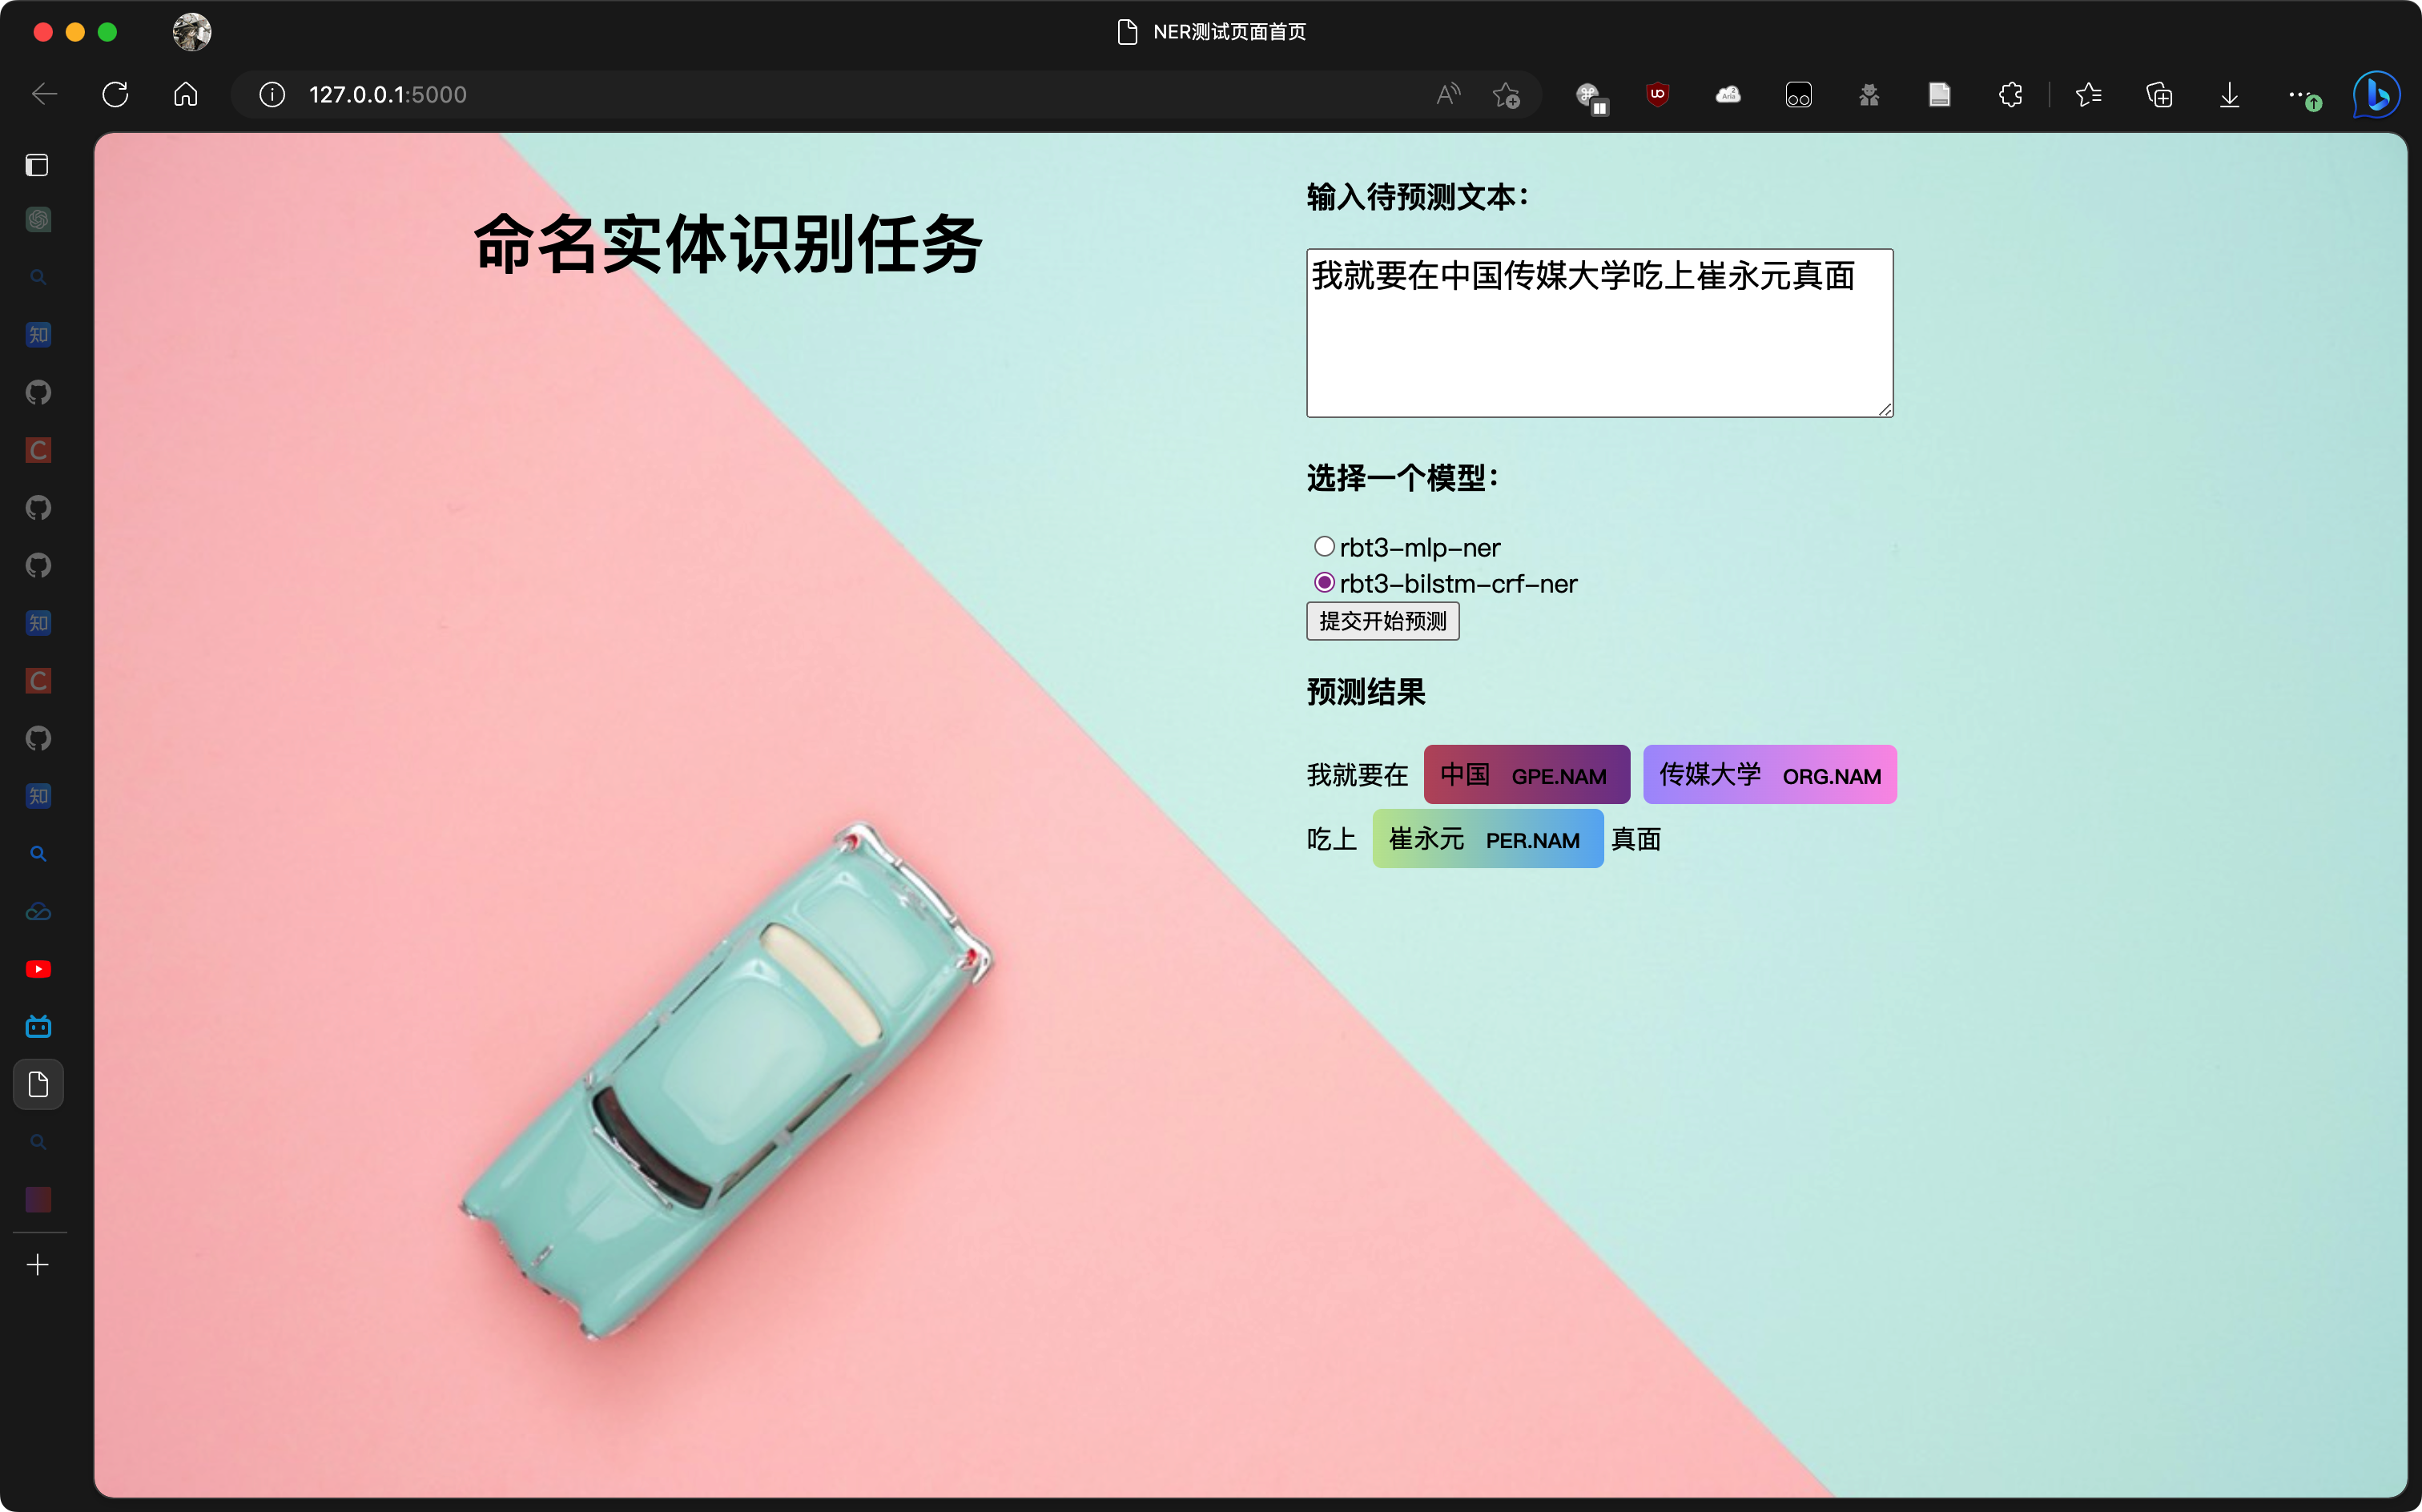 NER测试页面首页
127.0.0.1:5000
命名实体识别任务
输入待预测文本：
我就要在中国传媒大学吃上崔永元真面
选择一个模型：
rbt3-mlp-ner
rbt3-bilstm-crf-ner
提交开始预测
预测结果
我就要在 中国 GPE.NAM 传媒大学 ORG.NAM
吃上 崔永元 PER.NAM 真面
知
C
知
C
知